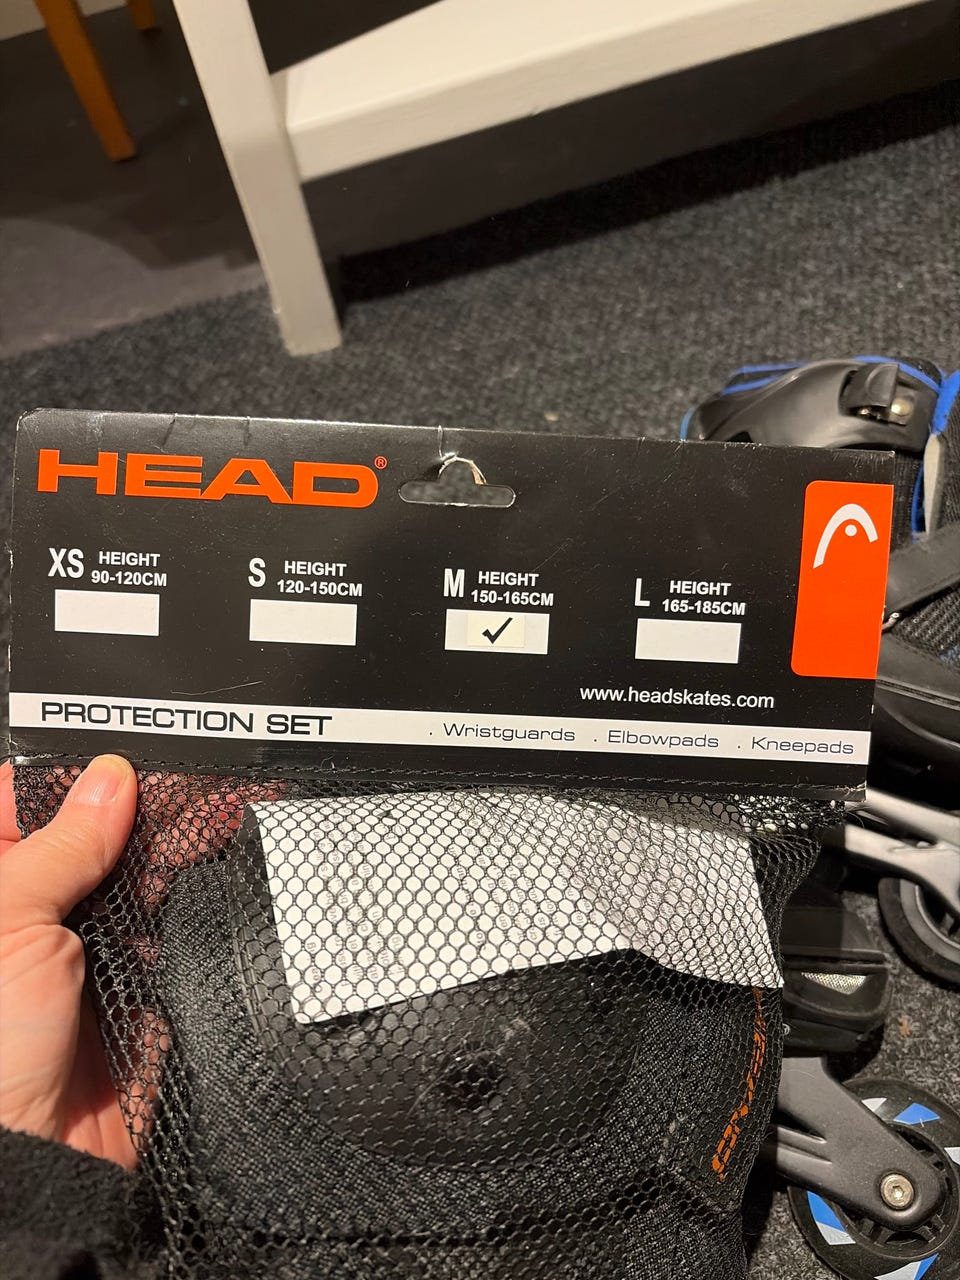 HEAD®
XS HEIGHT
90-120CM
S HEIGHT
120-150CM
M HEIGHT
150-165CM
✓
L HEIGHT
165-185CM
www.headskates.com
PROTECTION SET
. Wristguards . Elbowpads . Kneepads